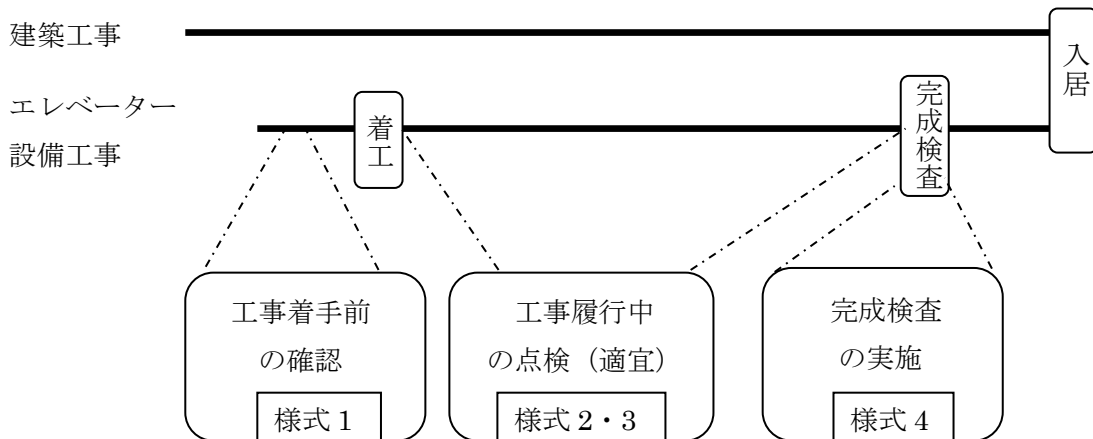 建築工事
入居
エレベーター
設備工事
着工
完成検査
工事着手前
の確認
様式1
工事履行中
の点検（適宜）
様式2・3
完成検査
の実施
様式4